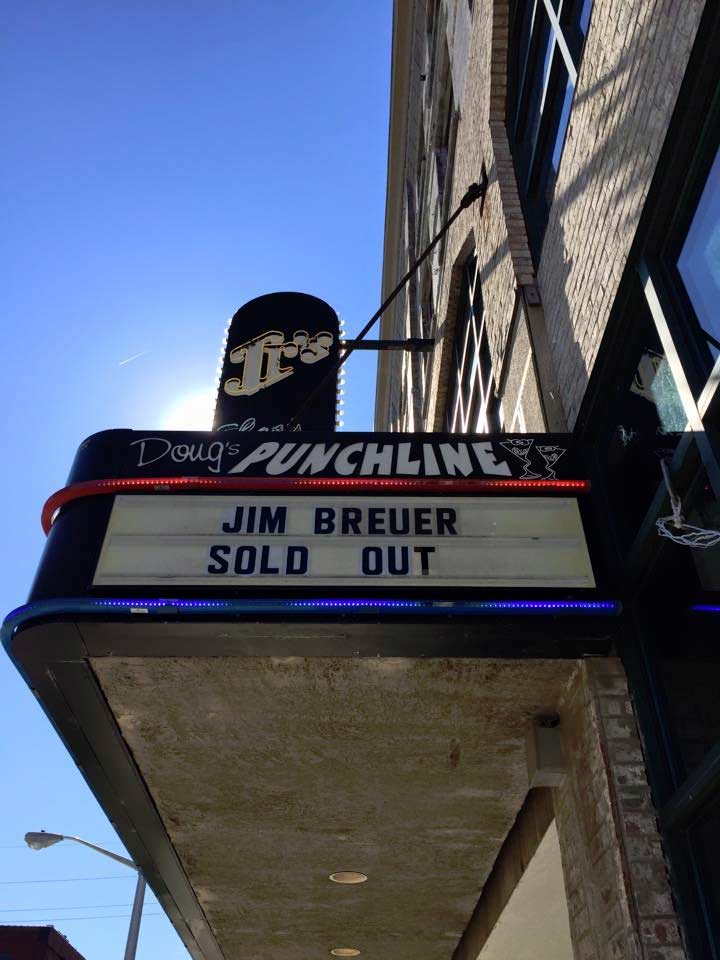 Jr's
Doug's PUNCHLINE
JIM BREUER
SOLD OUT